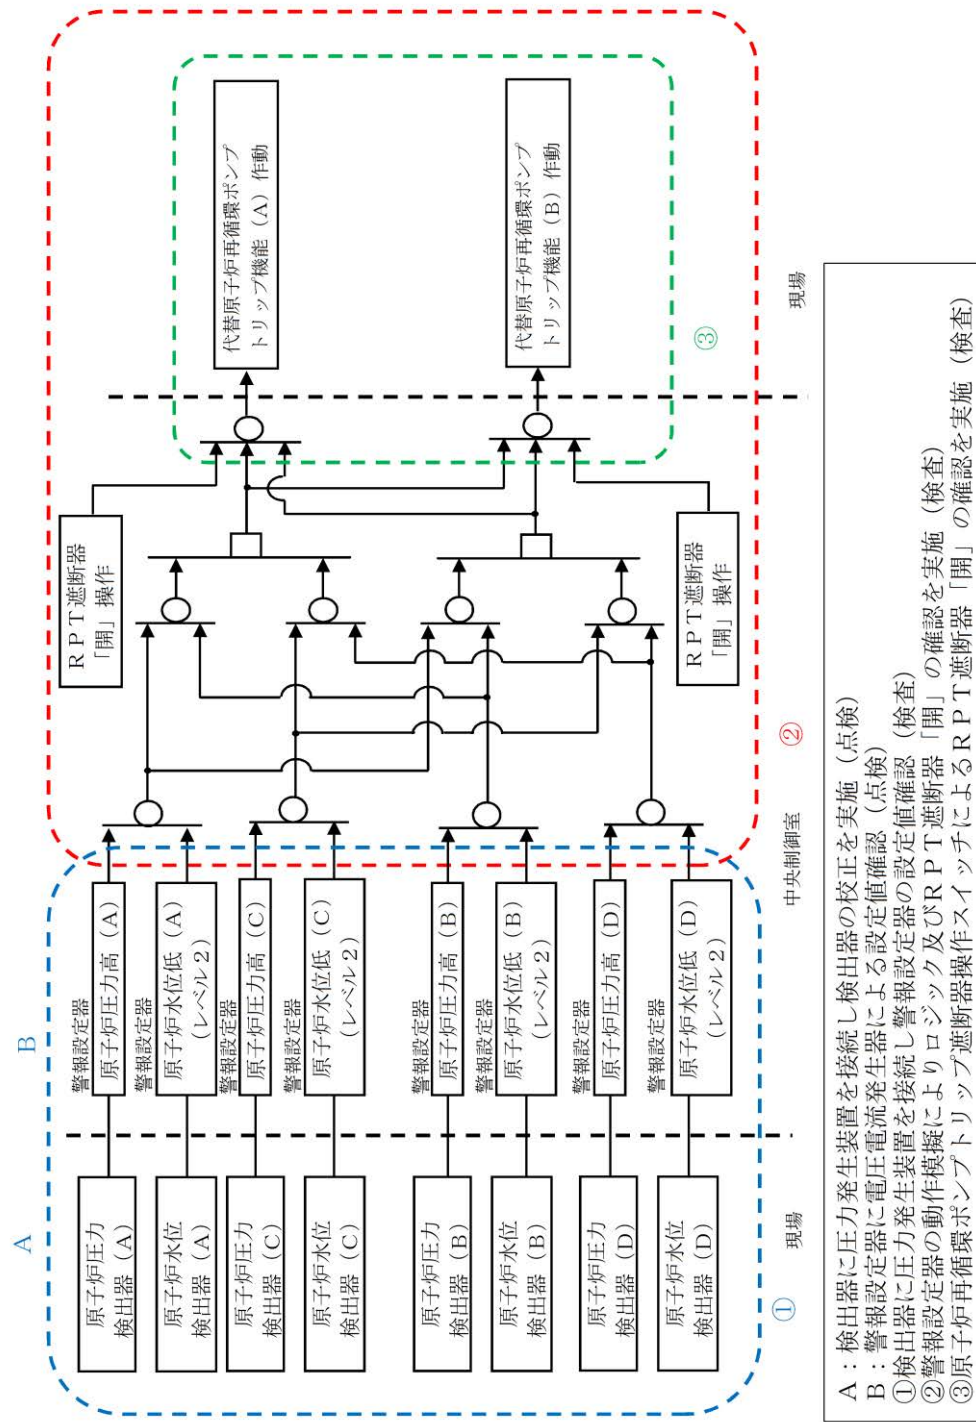 A
B
原子炉圧力
検出器（A）
原子炉水位
検出器（A）
原子炉圧力
検出器（C）
原子炉水位
検出器（C）
原子炉圧力
検出器（B）
原子炉水位
検出器（B）
原子炉圧力
検出器（D）
原子炉水位
検出器（D）
警報設定器
原子炉圧力高（A）
警報設定器
原子炉水位低（A）
（レベル２）
警報設定器
原子炉圧力高（C）
警報設定器
原子炉水位低（C）
（レベル２）
警報設定器
原子炉圧力高（B）
警報設定器
原子炉水位低（B）
（レベル２）
警報設定器
原子炉圧力高（D）
警報設定器
原子炉水位低（D）
（レベル２）
ＲＰＴ遮断器
「開」操作
ＲＰＴ遮断器
「開」操作
代替原子炉再循環ポンプ
トリップ機能（A）作動
代替原子炉再循環ポンプ
トリップ機能（B）作動
①
②
③
現場
中央制御室
現場
Ａ：検出器に圧力発生装置を接続し検出器の校正を実施（点検）
Ｂ：警報設定器に電圧電流発生器による設定値確認（点検）
①検出器に圧力発生装置を接続し警報設定器の設定値確認（検査）
②警報設定器の動作模擬によりロジック及びＲＰＴ遮断器「開」の確認を実施（検査）
③原子炉再循環ポンプトリップ遮断器操作スイッチによるＲＰＴ遮断器「開」の確認を実施（検査）